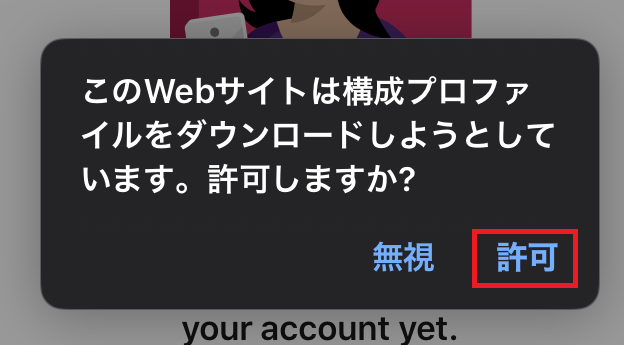 このWebサイトは構成プロファ
イルをダウンロードしようとして
います。許可しますか?
無視 許可
your account yet.